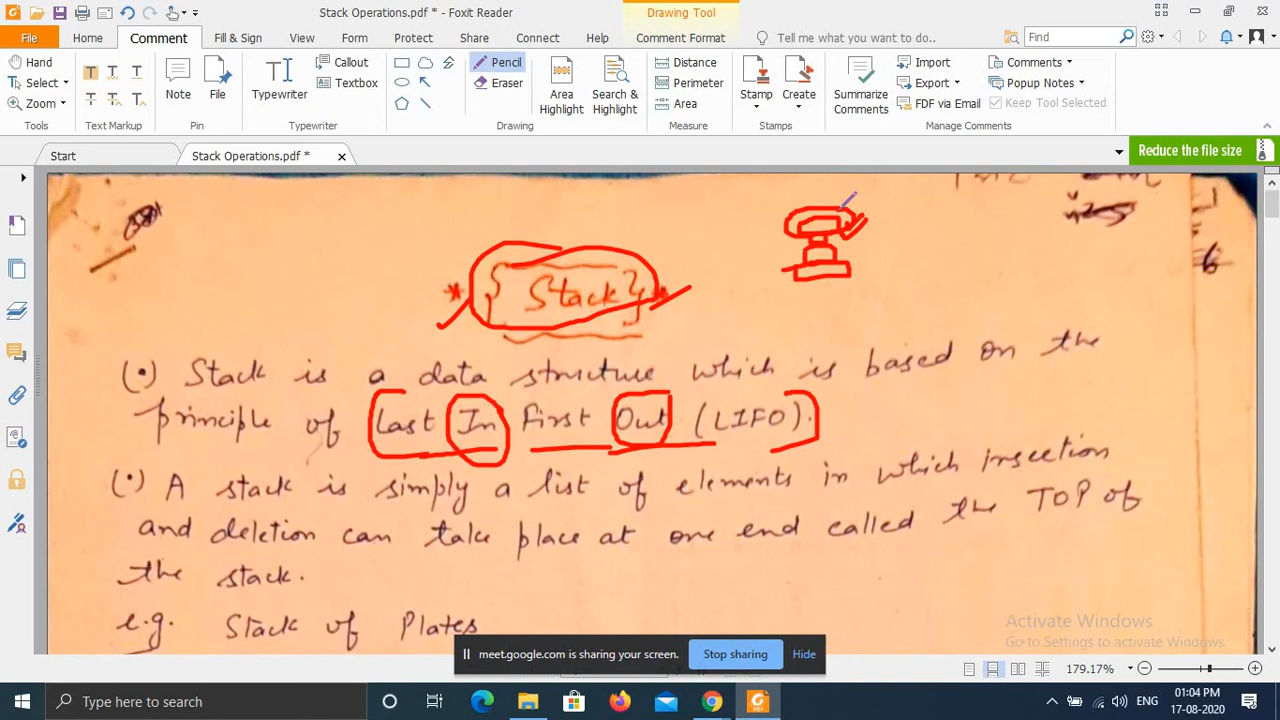 Stack Operations.pdf * - Foxit Reader
Drawing Tool
File Home Comment Fill & Sign View Form Protect Share Connect Help Comment Format Tell me what you want to do... Find
Hand
Select
Zoom
Tools
T T T
Text Markup
Note
File
Pin
Typewriter
Callout
Textbox
Typewriter
Pencil
Eraser
Drawing
Area Highlight
Search & Highlight
Distance
Perimeter
Area
Measure
Stamp
Create
Stamps
Summarize Comments
Import
Export
FDF via Email
Comments
Popup Notes
Keep Tool Selected
Manage Comments
Start
Stack Operations.pdf *
Reduce the file size
* { Stack } *
(•) Stack is a data structure which is based on the
principle of Last In First Out (LIFO).
(•) A stack is simply a list of elements in which insection
and deletion can take place at one end called the TOP of
the stack.
e.g. Stack of Plates
6
Activate Windows
Go to Settings to activate Windows.
meet.google.com is sharing your screen. Stop sharing Hide
179.17%
Type here to search
ENG
01:04 PM
17-08-2020